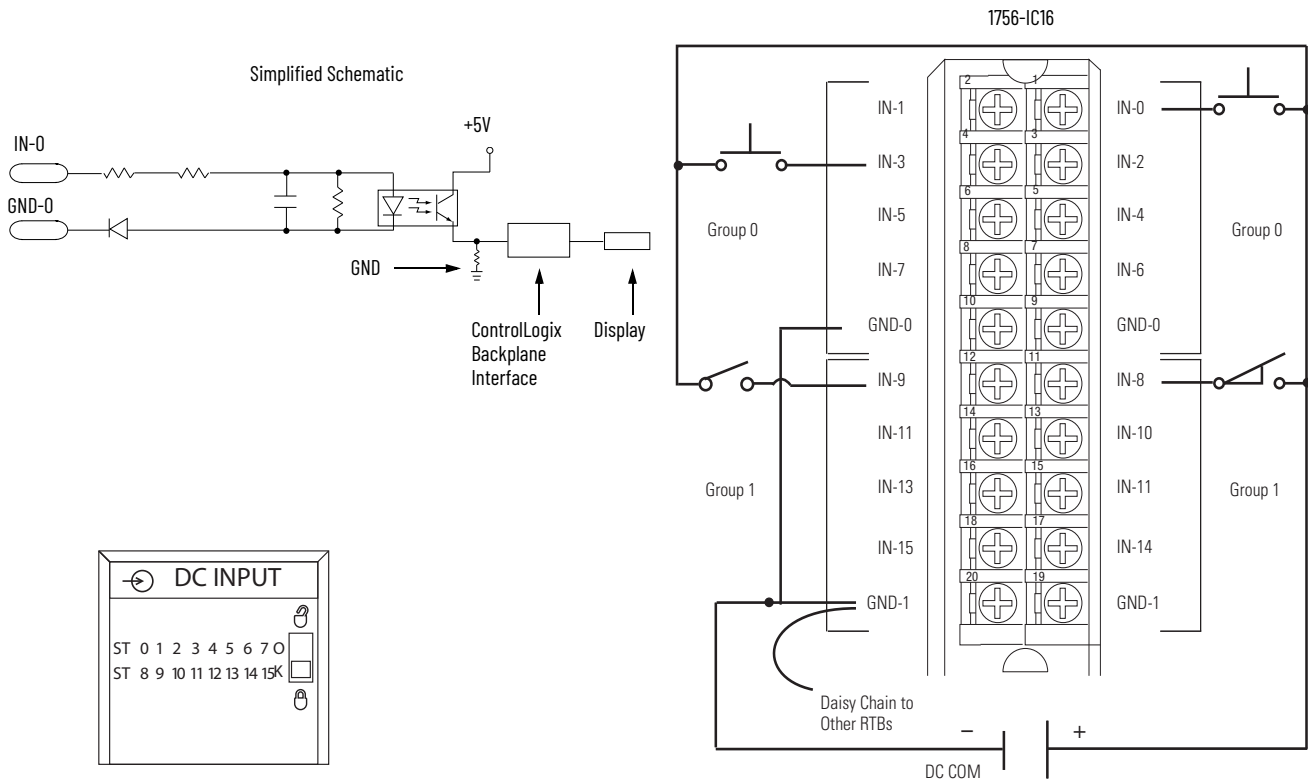 1756-IC16
Simplified Schematic
+5V
IN-0
GND-0
GND
ControlLogix
Backplane
Interface
Display
DC INPUT
ST 0 1 2 3 4 5 6 7 O
ST 8 9 10 11 12 13 14 15 K
Group 0
Group 1
IN-1
IN-3
IN-5
IN-7
GND-0
IN-9
IN-11
IN-13
IN-15
GND-1
2 1
4 3
6 5
8 7
10 9
12 11
14 13
16 15
18 17
20 19
IN-0
IN-2
IN-4
IN-6
GND-0
IN-8
IN-10
IN-11
IN-14
GND-1
Group 0
Group 1
Daisy Chain to
Other RTBs
– +
DC COM